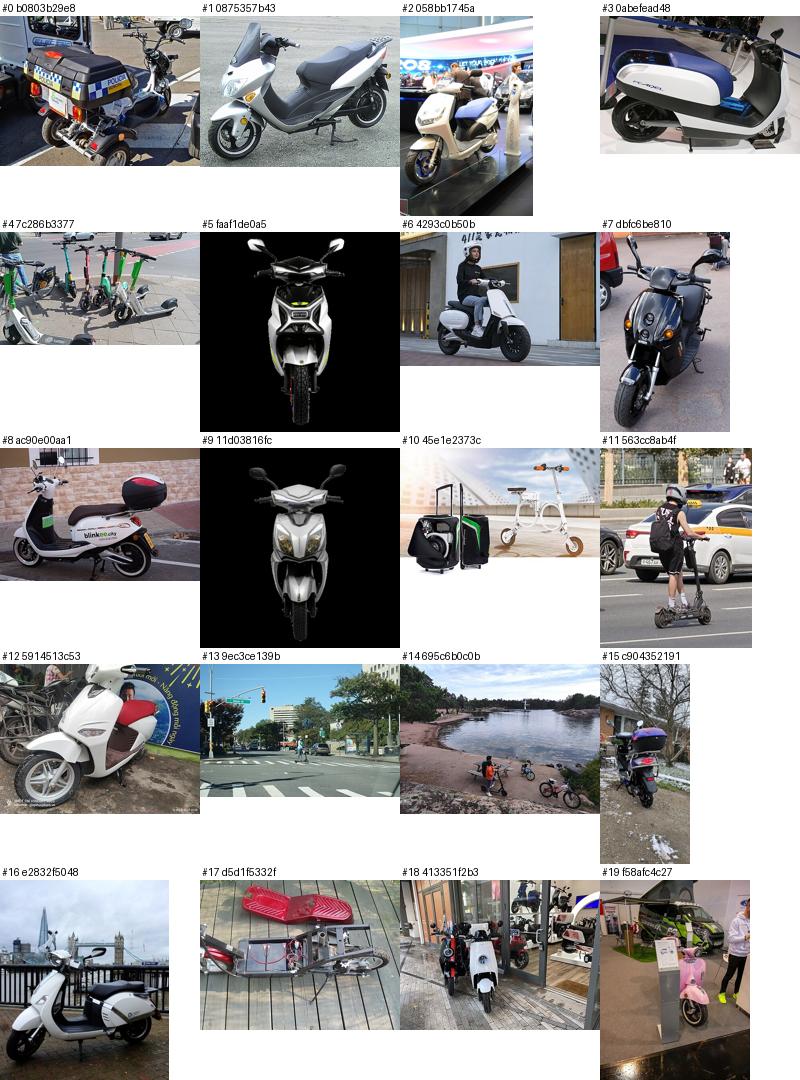 #0 b0803b29e8
#1 0875357b43
#2 058bb1745a
#3 0abefead48
POLICIA
#4 7c286b3377
#5 faaf1de0a5
#6 4293c0b50b
#7 dbfc6be810
#8 ac90e00aa1
#9 11d03816fc
#10 45e1e2373c
#11 563cc8ab4f
blinkee.city
#12 5914513c53
#13 9ec3ce139b
#14 695c6b0c0b
#15 c904352191
#16 e2832f5048
#17 d5d1f5332f
#18 413351f2b3
#19 f58afc4c27